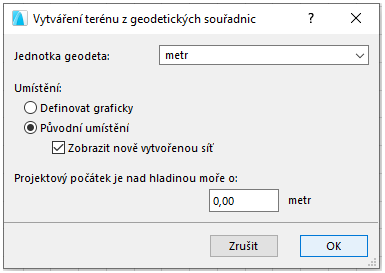 Vytváření terénu z geodetických souřadnic
Jednotka geodeta: metr
Umístění:
Definovat graficky
Původní umístění
Zobrazit nově vytvořenou síť
Projektový počátek je nad hladinou moře o:
0,00 metr
Zrušit OK